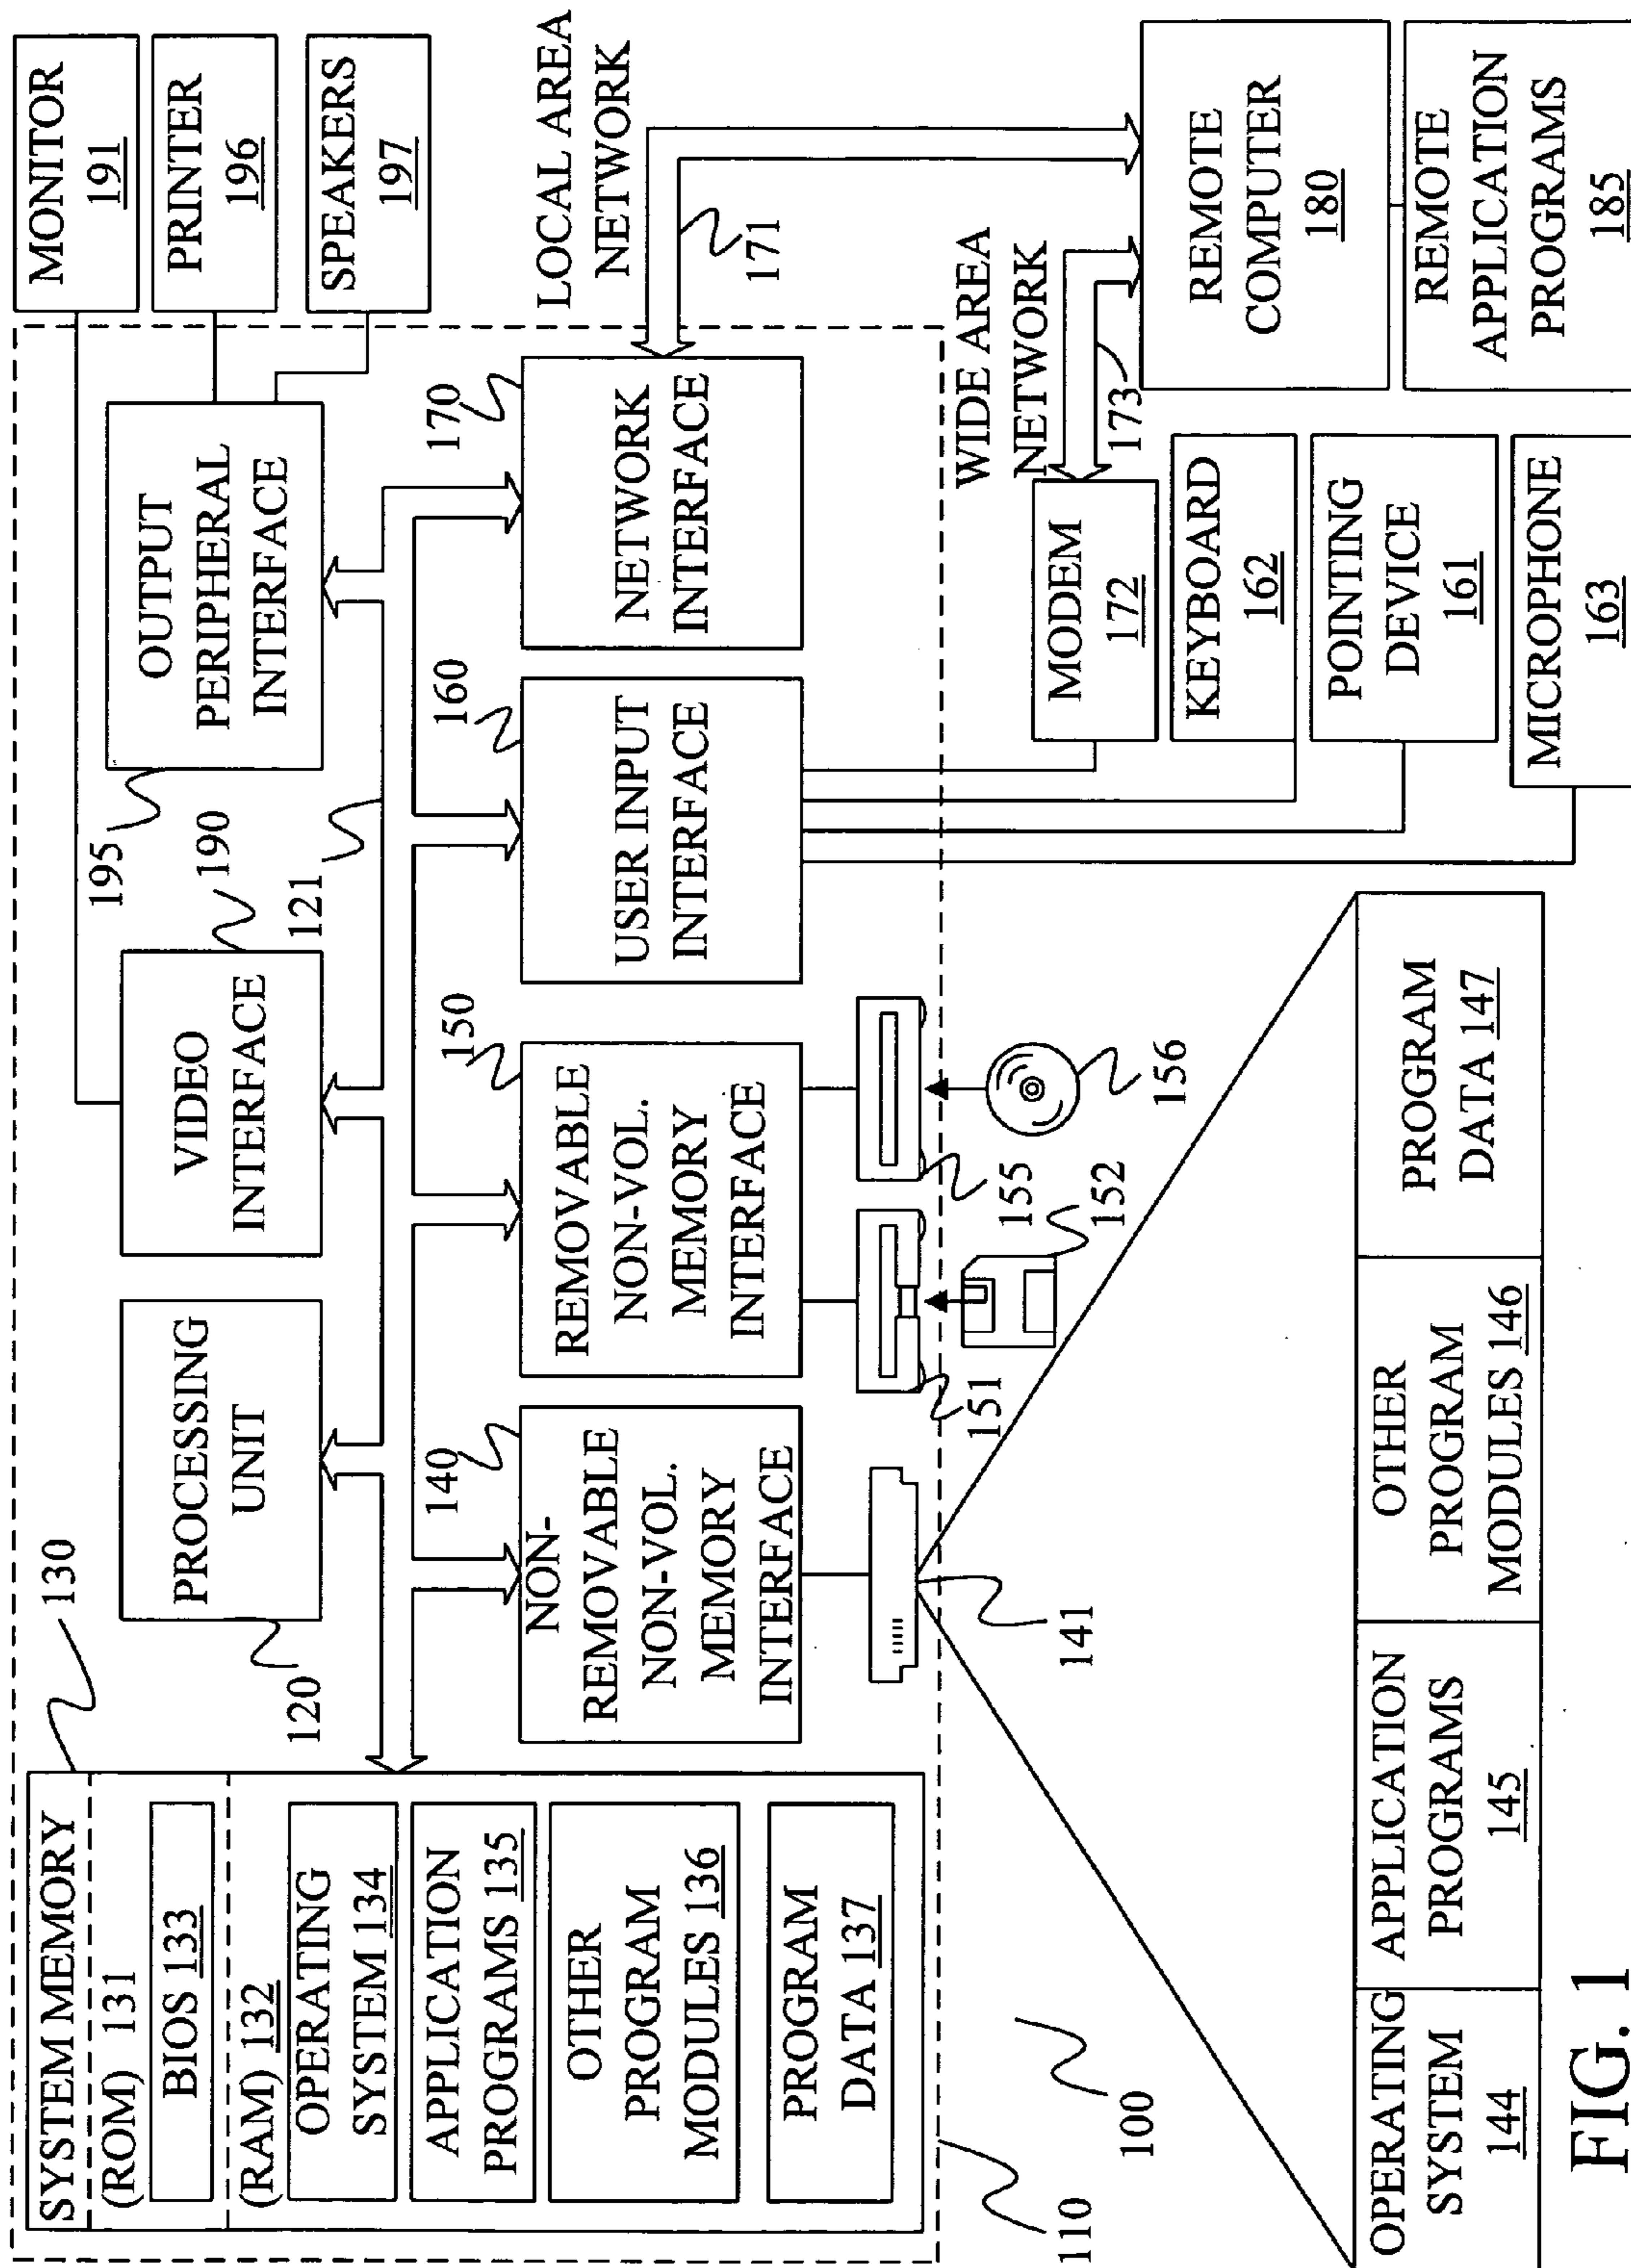 SYSTEM MEMORY
(ROM) 131
BIOS 133
(RAM) 132
OPERATING
SYSTEM 134
APPLICATION
PROGRAMS 135
OTHER
PROGRAM
MODULES 136
PROGRAM
DATA 137
130
PROCESSING
UNIT
120
VIDEO
INTERFACE
190
121
OUTPUT
PERIPHERAL
INTERFACE
195
MONITOR
191
PRINTER
196
SPEAKERS
197
NON-
REMOVABLE
NON-VOL.
MEMORY
INTERFACE
140
REMOVABLE
NON-VOL.
MEMORY
INTERFACE
150
USER INPUT
INTERFACE
160
NETWORK
INTERFACE
170
LOCAL AREA
NETWORK
171
141
151
152
155
156
WIDE AREA
NETWORK
173
MODEM
172
KEYBOARD
162
POINTING
DEVICE
161
MICROPHONE
163
REMOTE
COMPUTER
180
REMOTE
APPLICATION
PROGRAMS
185
110
100
OPERATING
SYSTEM
144
APPLICATION
PROGRAMS
145
OTHER
PROGRAM
MODULES 146
PROGRAM
DATA 147
FIG. 1